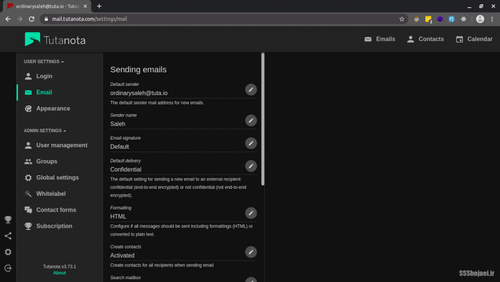 ordinarysaleh@tuta.io - Tuta
mail.tutanota.com/settings/mail
Tutanota
Emails
Contacts
Calendar
USER SETTINGS
Login
Email
Appearance
ADMIN SETTINGS
User management
Groups
Global settings
Whitelabel
Contact forms
Subscription
Tutanota v3.73.1
About
Sending emails
Default sender
ordinarysaleh@tuta.io
The default sender mail address for new emails.
Sender name
Saleh
Email signature
Default
Default delivery
Confidential
The default setting for sending a new email to an external recipient:
confidential (end-to-end encrypted) or not confidential (not end-to-end
encrypted).
Formatting
HTML
Configure if all messages should be sent including formatting (HTML) or
converted to plain text.
Create contacts
Activated
Create contacts for all recipients when sending email
Search mailbox
SSShojaei.ir